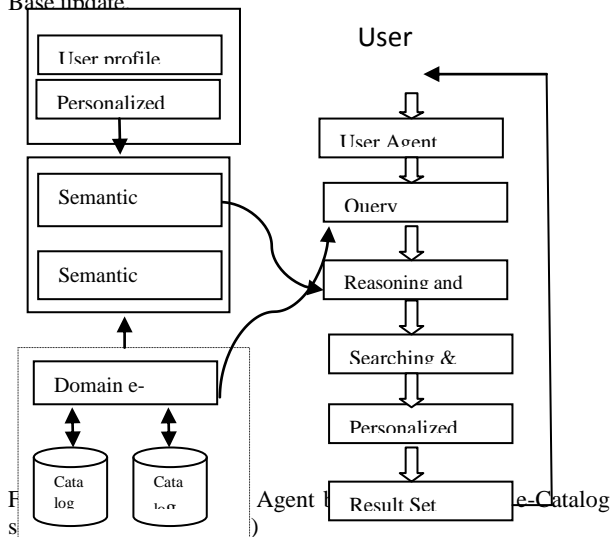 Base update.
User
User profile
Personalized
Semantic
Semantic
Domain e-
Cata
log
Cata
log
User Agent
Query
Reasoning and
Searching &
Personalized
Result Set
F
Agent b
e-Catalog
s
)